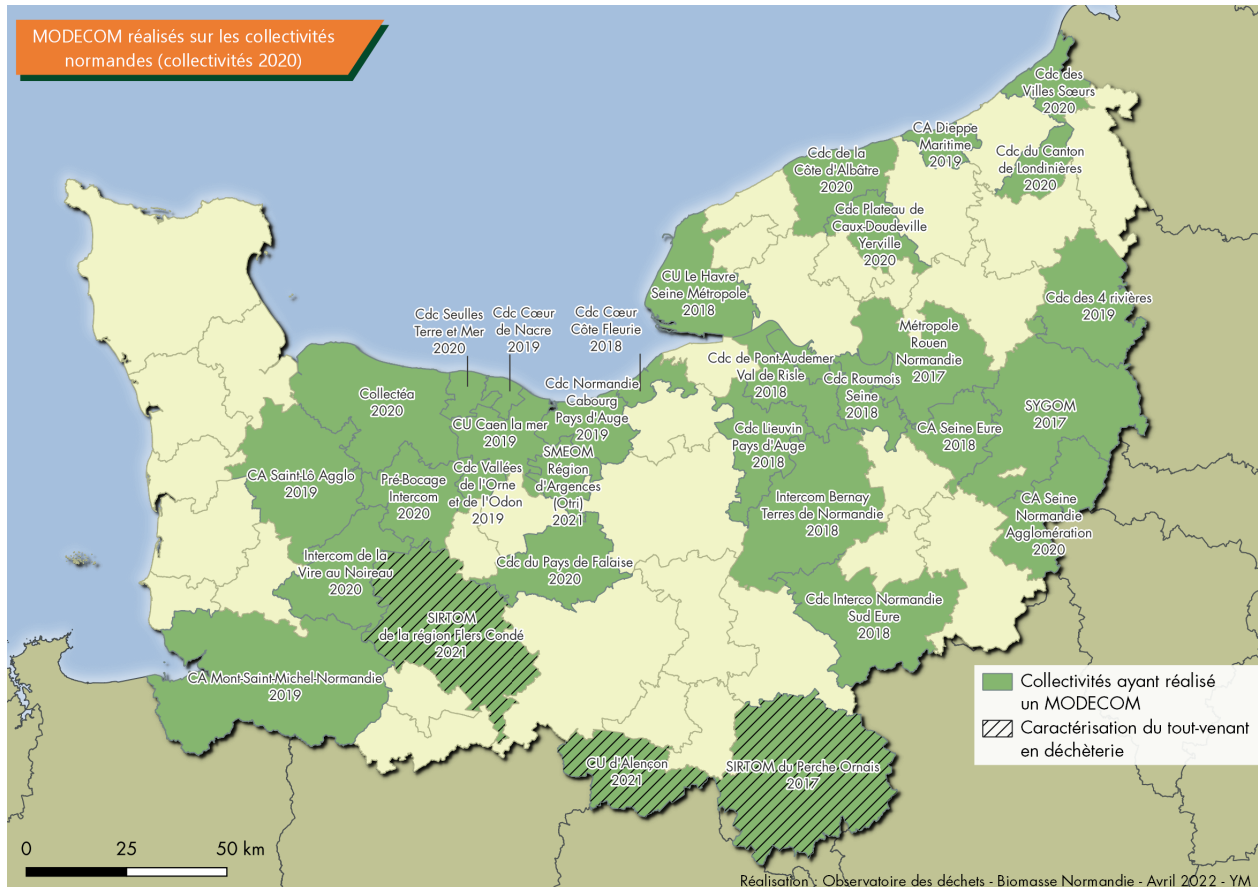 MODECOM réalisés sur les collectivités
normandes (collectivités 2020)
Cdc des
Villes Sœurs
2020
CA Dieppe
Maritime
2019
Cdc du Canton
de Londinières
2020
Cdc de la
Côte d'Albâtre
2020
Cdc Plateau de
Caux-Doudeville
Yerville
2020
CU Le Havre
Seine Métropole
2018
Cdc des 4 rivières
2019
Cdc Seulles
Terre et Mer
2020
Cdc Cœur
de Nacre
2019
Cdc Cœur
Côte Fleurie
2018
Métropole
Rouen
Normandie
2017
Cdc de Pont-Audemer
Val de Risle
2018
Cdc Roumois
Seine
2018
Collectéa
2020
Cdc Normandie
Cabourg
Pays d'Auge
2019
SYGOM
2017
CU Caen la mer
2019
CA Seine Eure
2018
Cdc Lieuvin
Pays d'Auge
2018
SMEOM
Région
d'Argences
(Otri)
2021
CA Saint-Lô Agglo
2019
Pré-Bocage
Intercom
2020
Cdc Vallées
de l'Orne
et de l'Odon
2019
Intercom Bernay
Terres de Normandie
2018
CA Seine
Normandie
Agglomération
2020
Intercom de la
Vire au Noireau
2020
Cdc du Pays de Falaise
2020
Cdc Interco Normandie
Sud Eure
2018
SIRTOM
de la région Flers Condé
2021
CA Mont-Saint-Michel-Normandie
2019
CU d'Alençon
2021
SIRTOM du Perche Ornais
2017
Collectivités ayant réalisé
un MODECOM
Caractérisation du tout-venant
en déchèterie
0 25 50 km
Réalisation : Observatoire des déchets - Biomasse Normandie - Avril 2022 - YM